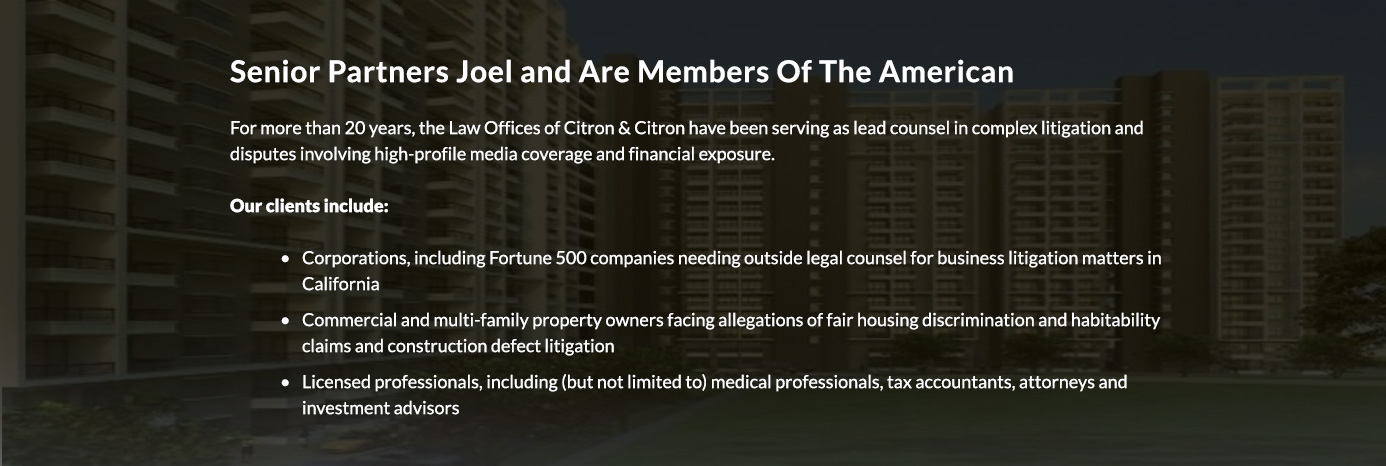 Senior Partners Joel and Are Members Of The American
For more than 20 years, the Law Offices of Citron & Citron have been serving as lead counsel in complex litigation and
disputes involving high-profile media coverage and financial exposure.
Our clients include:
• Corporations, including Fortune 500 companies needing outside legal counsel for business litigation matters in
California
• Commercial and multi-family property owners facing allegations of fair housing discrimination and habitability
claims and construction defect litigation
• Licensed professionals, including (but not limited to) medical professionals, tax accountants, attorneys and
investment advisors